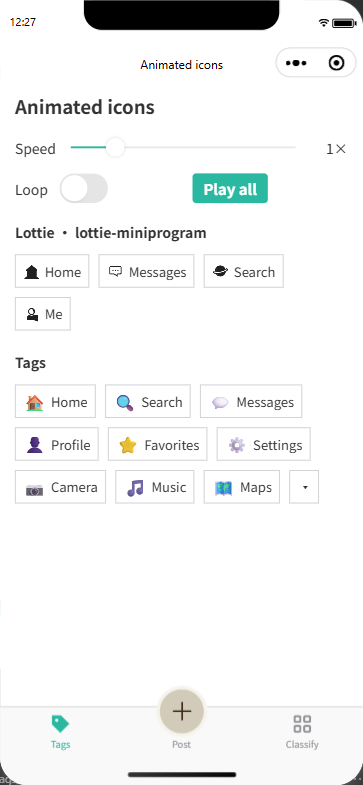 12:27
Animated icons
Animated icons
Speed 1×
Loop Play all
Lottie · lottie-miniprogram
Home Messages Search
Me
Tags
Home Search Messages
Profile Favorites Settings
Camera Music Maps
Tags Post Classify